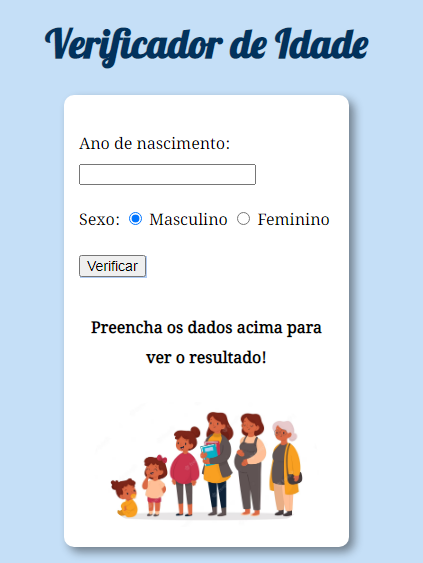 Verificador de Idade
Ano de nascimento:
Sexo: Masculino Feminino
Verificar
Preencha os dados acima para
ver o resultado!